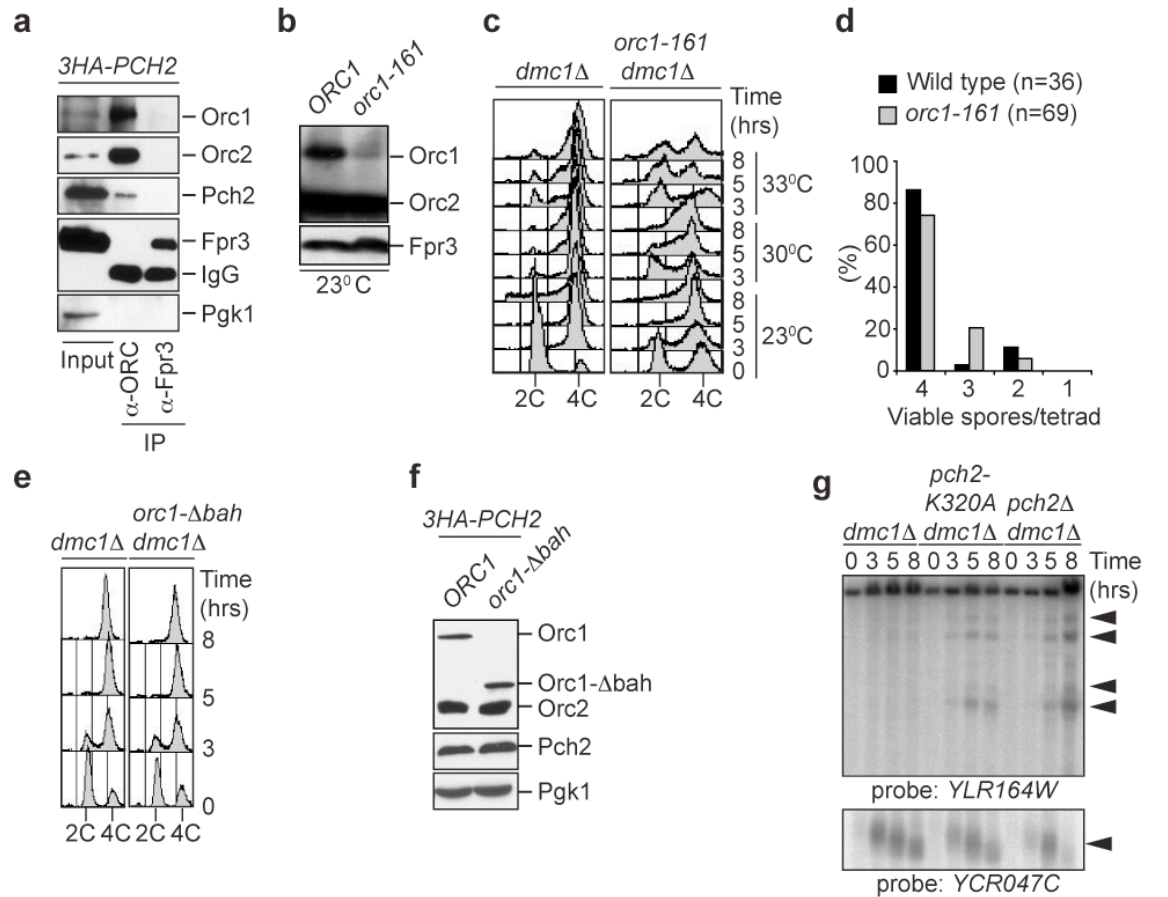 a
3HA-PCH2
Orc1
Orc2
Pch2
Fpr3
IgG
Pgk1
Input
α-ORC
α-Fpr3
IP
b
ORC1
orc1-161
Orc1
Orc2
Fpr3
23⁰ C
c
orc1-161
dmc1Δ dmc1Δ
Time
(hrs)
8
5
3
33⁰C
8
5
3
30⁰C
8
5
3
23⁰C
0
2C 4C 2C 4C
d
Wild type (n=36)
orc1-161 (n=69)
100
80
60
40
20
0
(%)
4 3 2 1
Viable spores/tetrad
e
orc1-Δbah
dmc1Δ dmc1Δ
Time
(hrs)
8
5
3
0
2C 4C 2C 4C
f
3HA-PCH2
ORC1
orc1-Δbah
Orc1
Orc1-Δbah
Orc2
Pch2
Pgk1
g
pch2-
K320A pch2Δ
dmc1Δ dmc1Δ dmc1Δ
0 3 5 8 0 3 5 8 0 3 5 8 Time
(hrs)
probe: YLR164W
probe: YCR047C